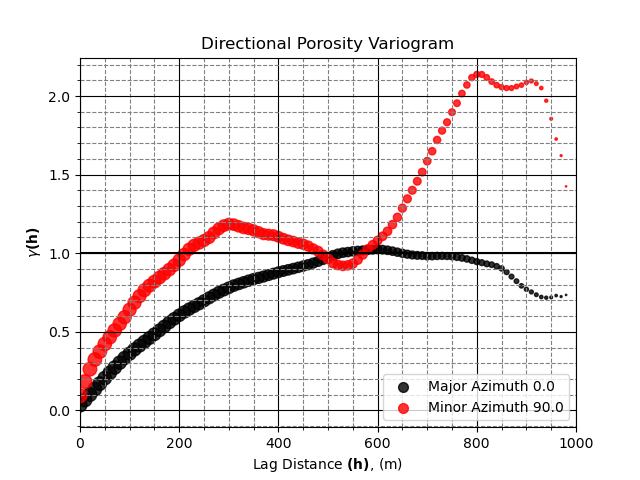 Directional Porosity Variogram
γ(h)
2.0
1.5
1.0
0.5
0.0
Major Azimuth 0.0
Minor Azimuth 90.0
0 200 400 600 800 1000
Lag Distance (h), (m)